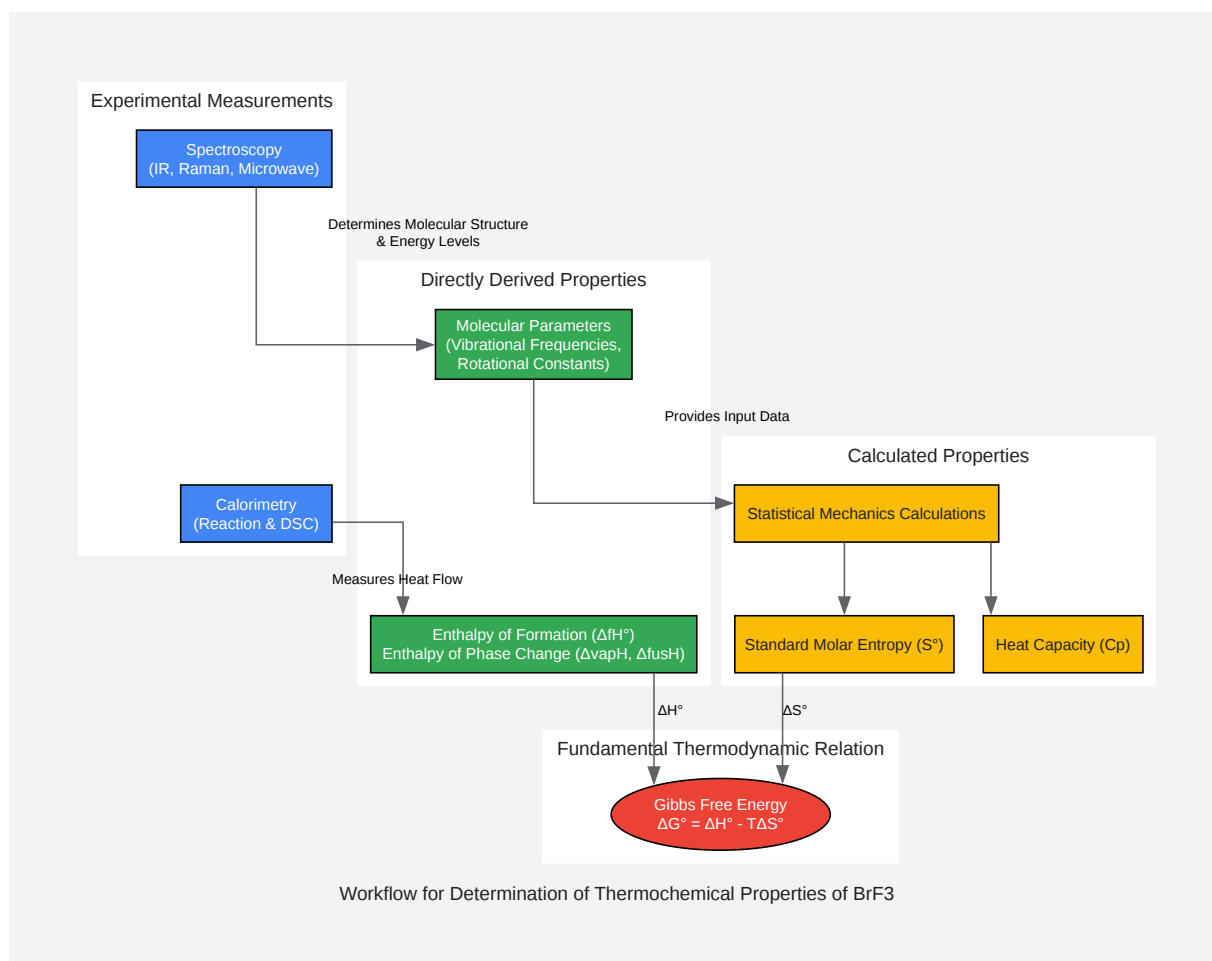 Experimental Measurements
Spectroscopy
(IR, Raman, Microwave)
Determines Molecular Structure
& Energy Levels
Directly Derived Properties
Molecular Parameters
(Vibrational Frequencies,
Rotational Constants)
Provides Input Data
Calculated Properties
Calorimetry
(Reaction & DSC)
Statistical Mechanics Calculations
Measures Heat Flow
Enthalpy of Formation (ΔfH°)
Enthalpy of Phase Change (ΔvapH, ΔfusH)
Standard Molar Entropy (S°)
Heat Capacity (Cp)
ΔH°
ΔS°
Fundamental Thermodynamic Relation
Gibbs Free Energy
ΔG° = ΔH° - TΔS°
Workflow for Determination of Thermochemical Properties of BrF3